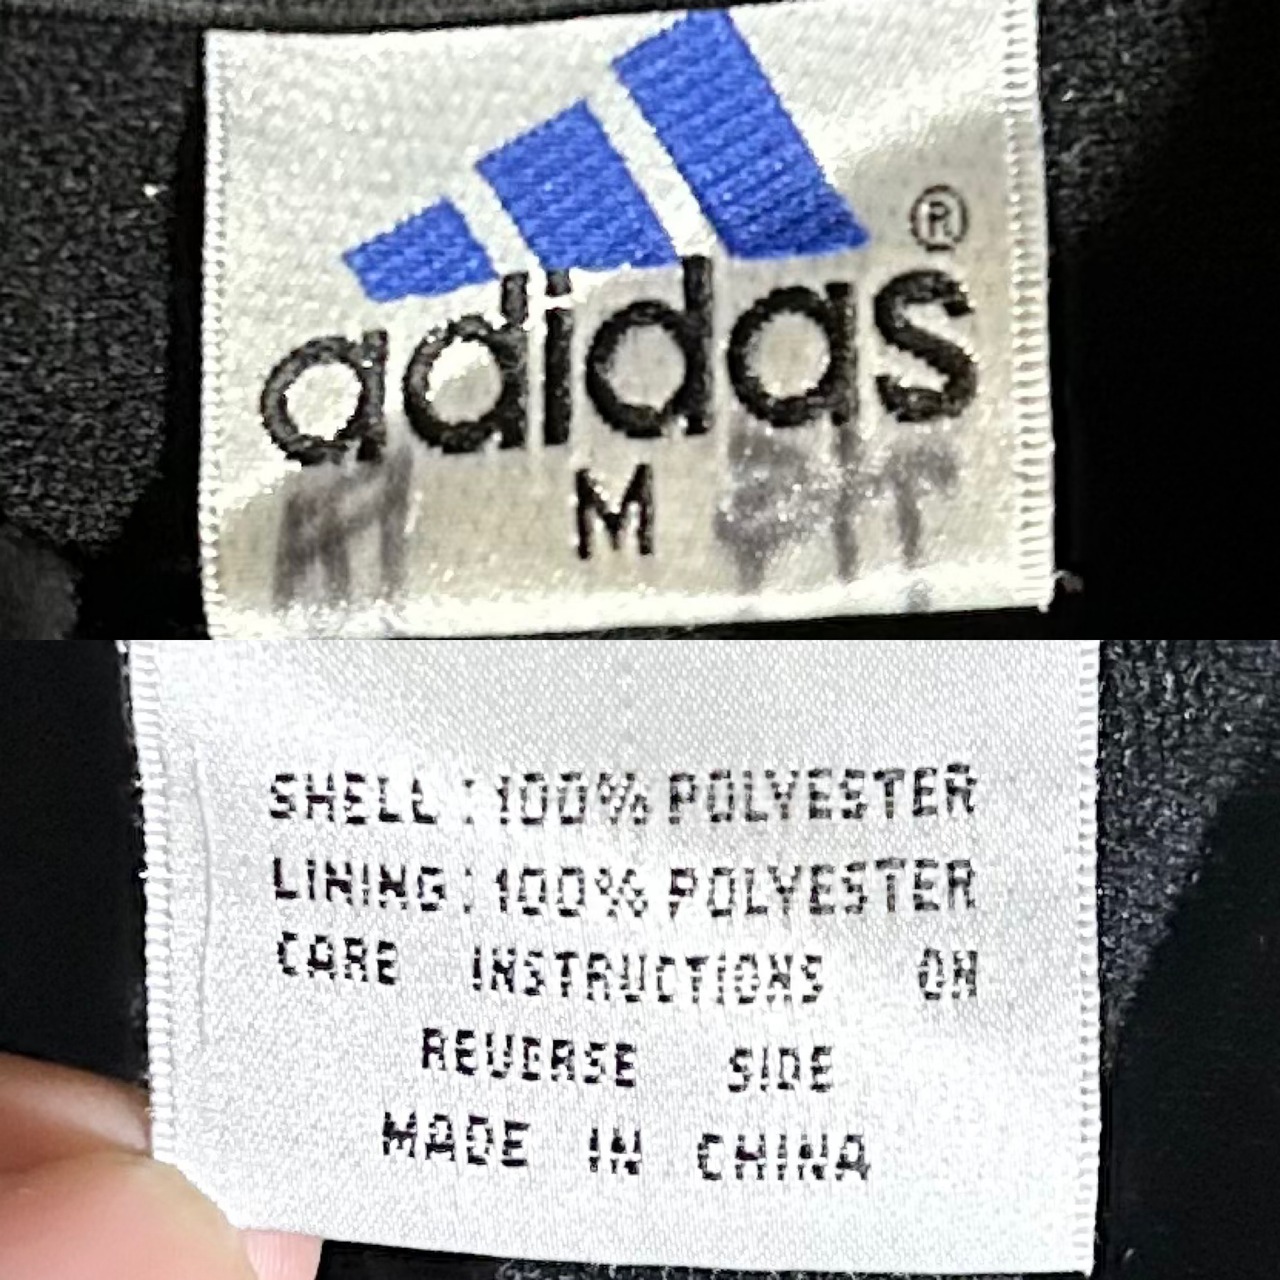 adidas ®
M
SHELL : 100% POLYESTER
LINING : 100% POLYESTER
CARE INSTRUCTIONS ON
REVERSE SIDE
MADE IN CHINA